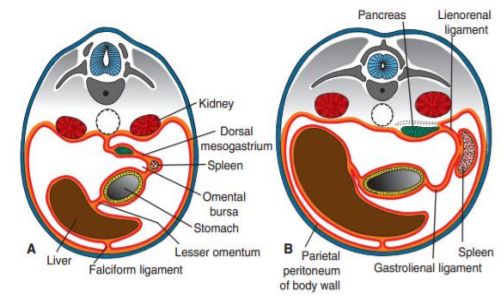 Kidney
Dorsal
mesogastrium
Spleen
Omental
bursa
Stomach
Lesser omentum
A
Liver
Falciform ligament
Pancreas
Lienorenal
ligament
B
Parietal
peritoneum
of body wall
Gastrolienal ligament
Spleen